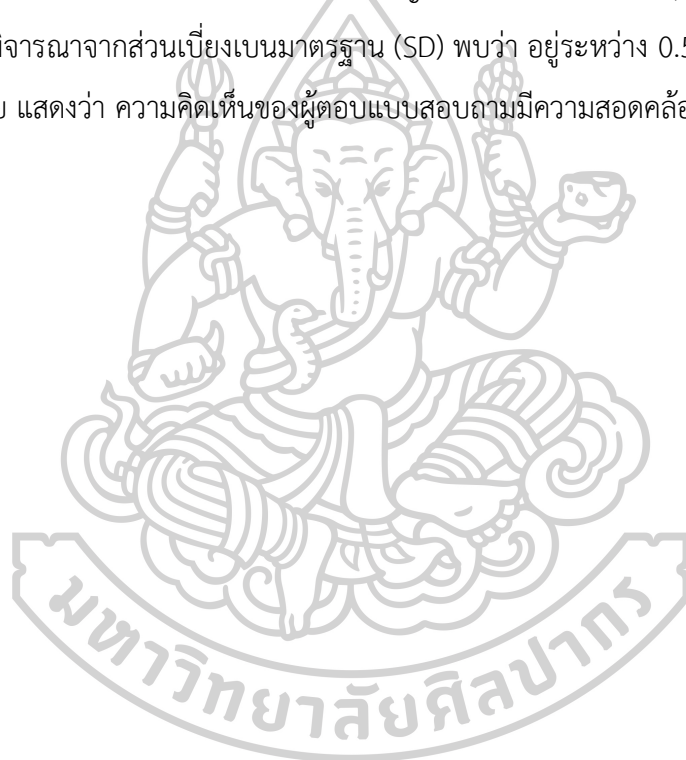 พิจารณาจากส่วนเบี่ยงเบนมาตรฐาน (SD) พบว่า อยู่ระหว่าง 0.5
แสดงว่า ความคิดเห็นของผู้ตอบแบบสอบถามมีความสอดคล้อ
มหาวิทยาลัยศิลปากร